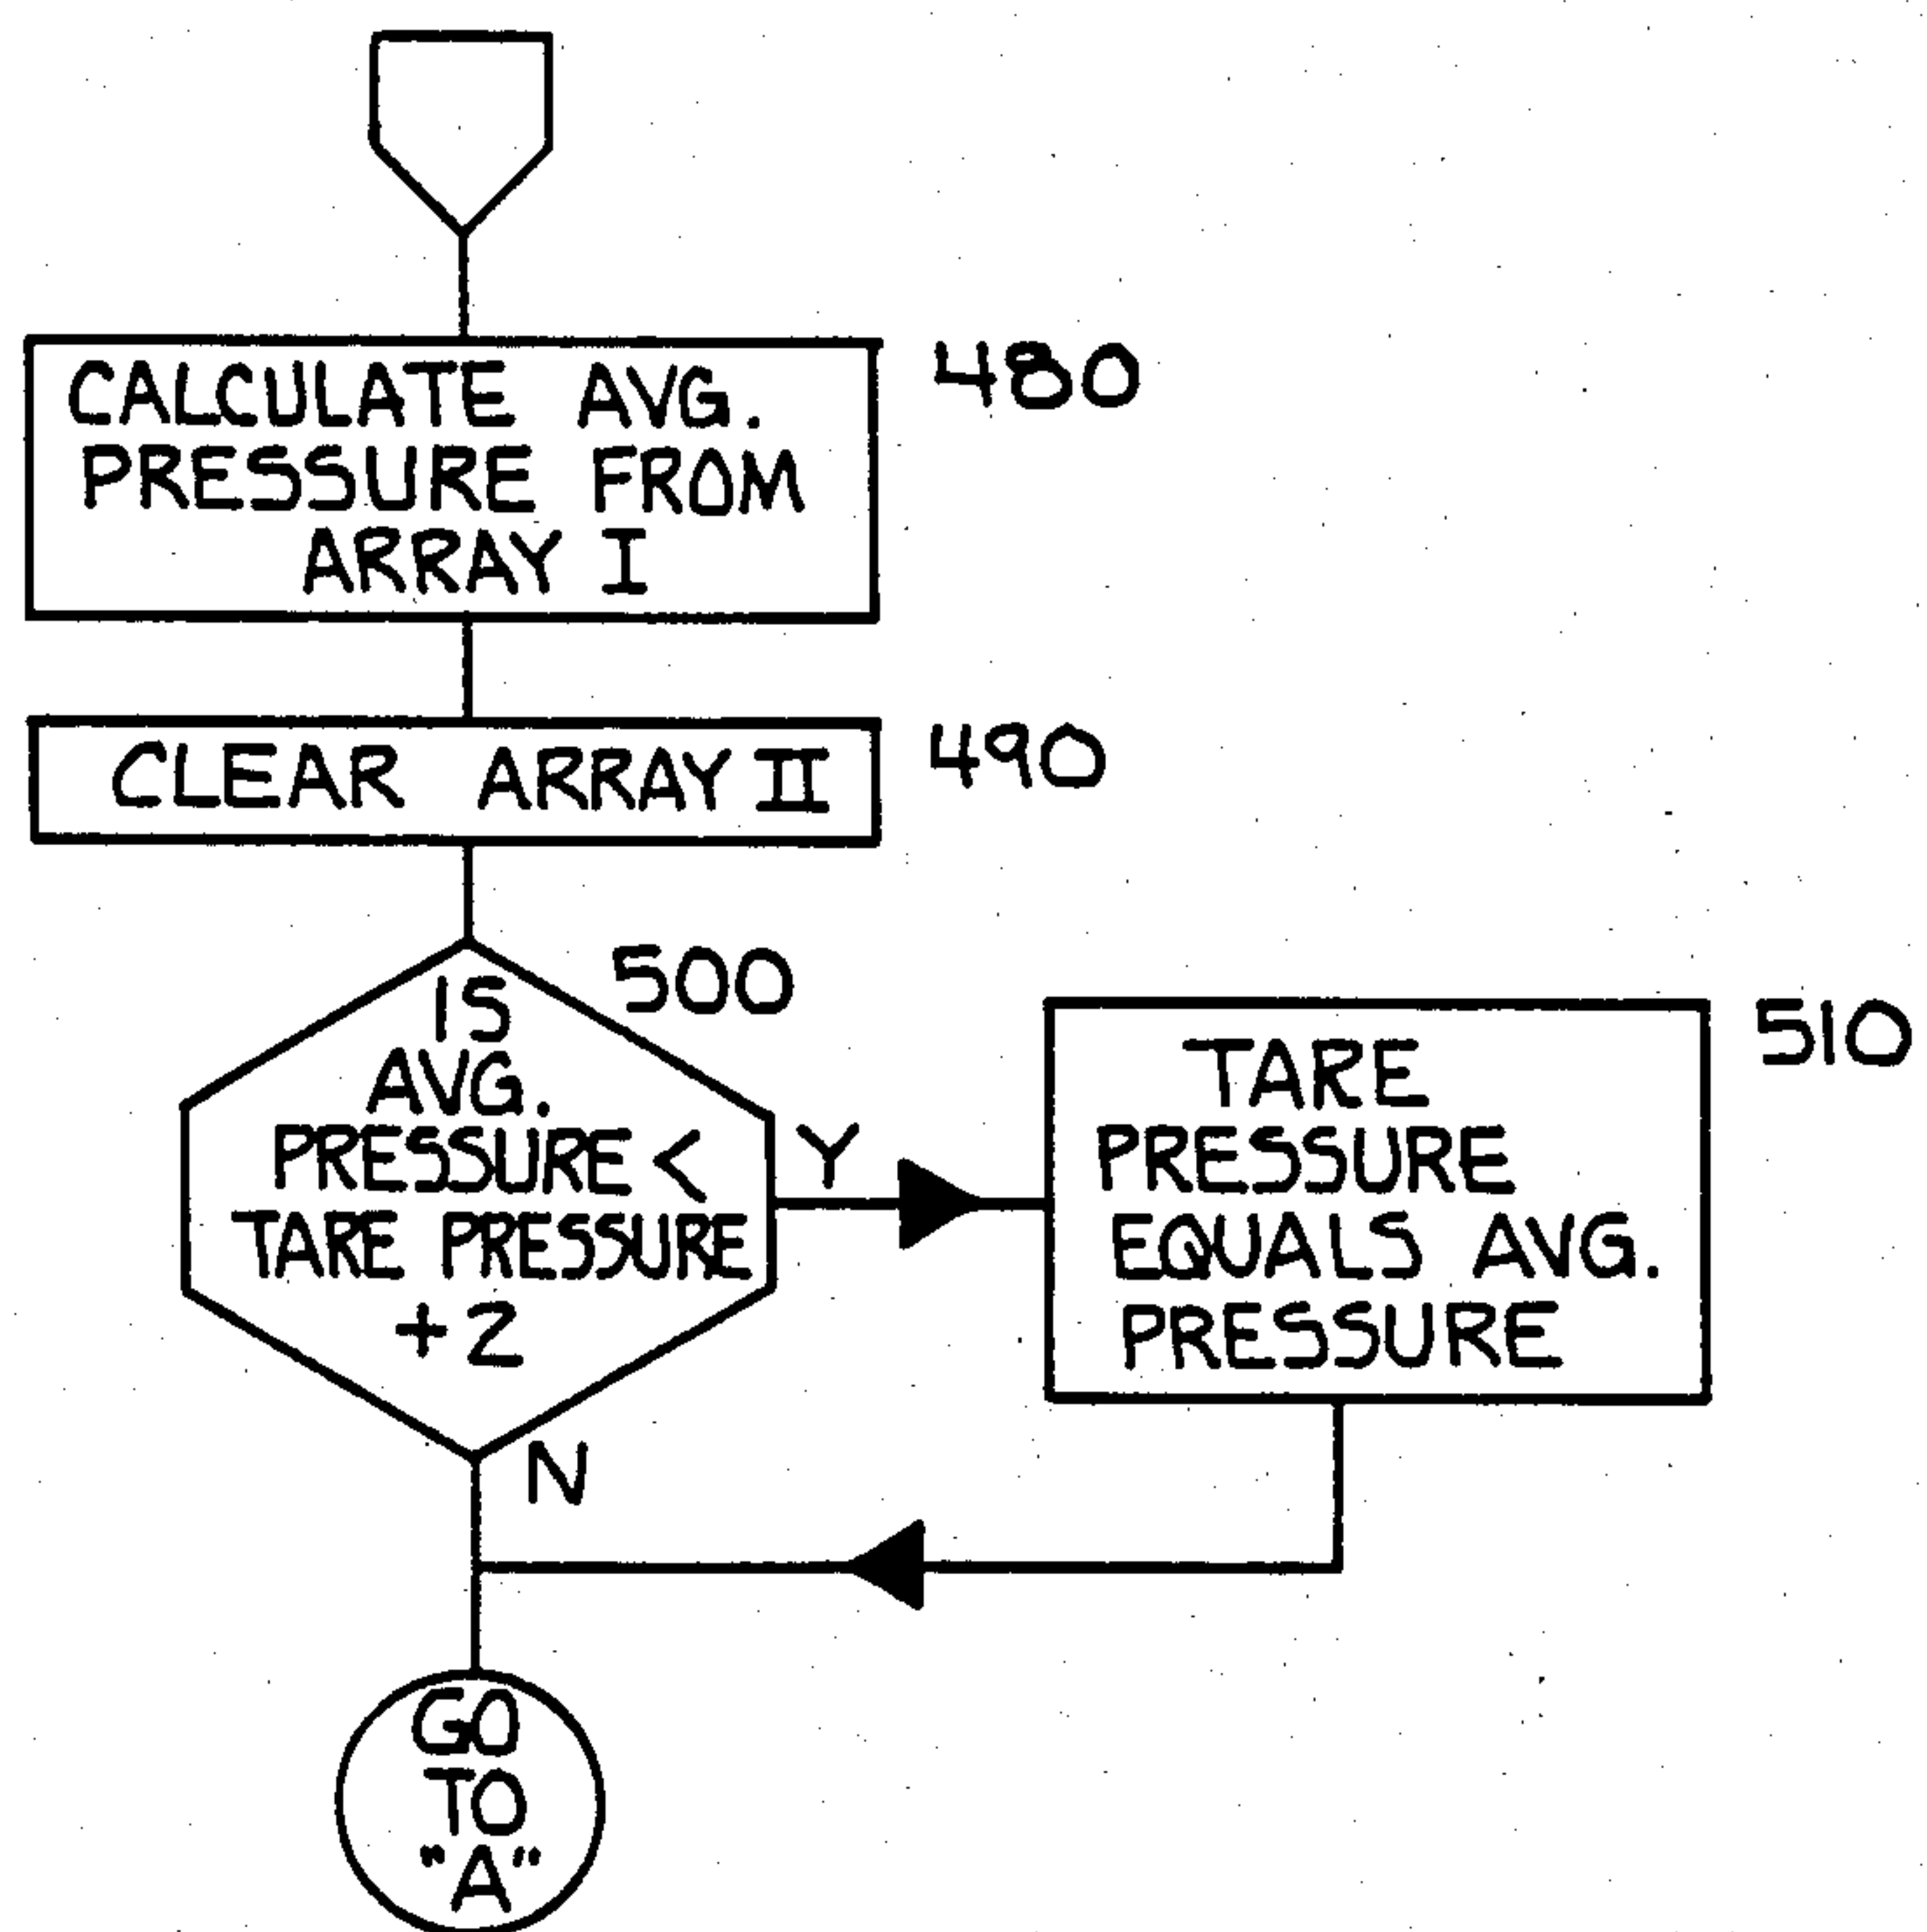 CALCULATE AVG.
PRESSURE FROM
ARRAY I
480
CLEAR ARRAY II
490
500
IS
AVG.
PRESSURE <
TARE PRESSURE
+2
Y
N
510
TARE
PRESSURE
EQUALS AVG.
PRESSURE
GO
TO
"A"